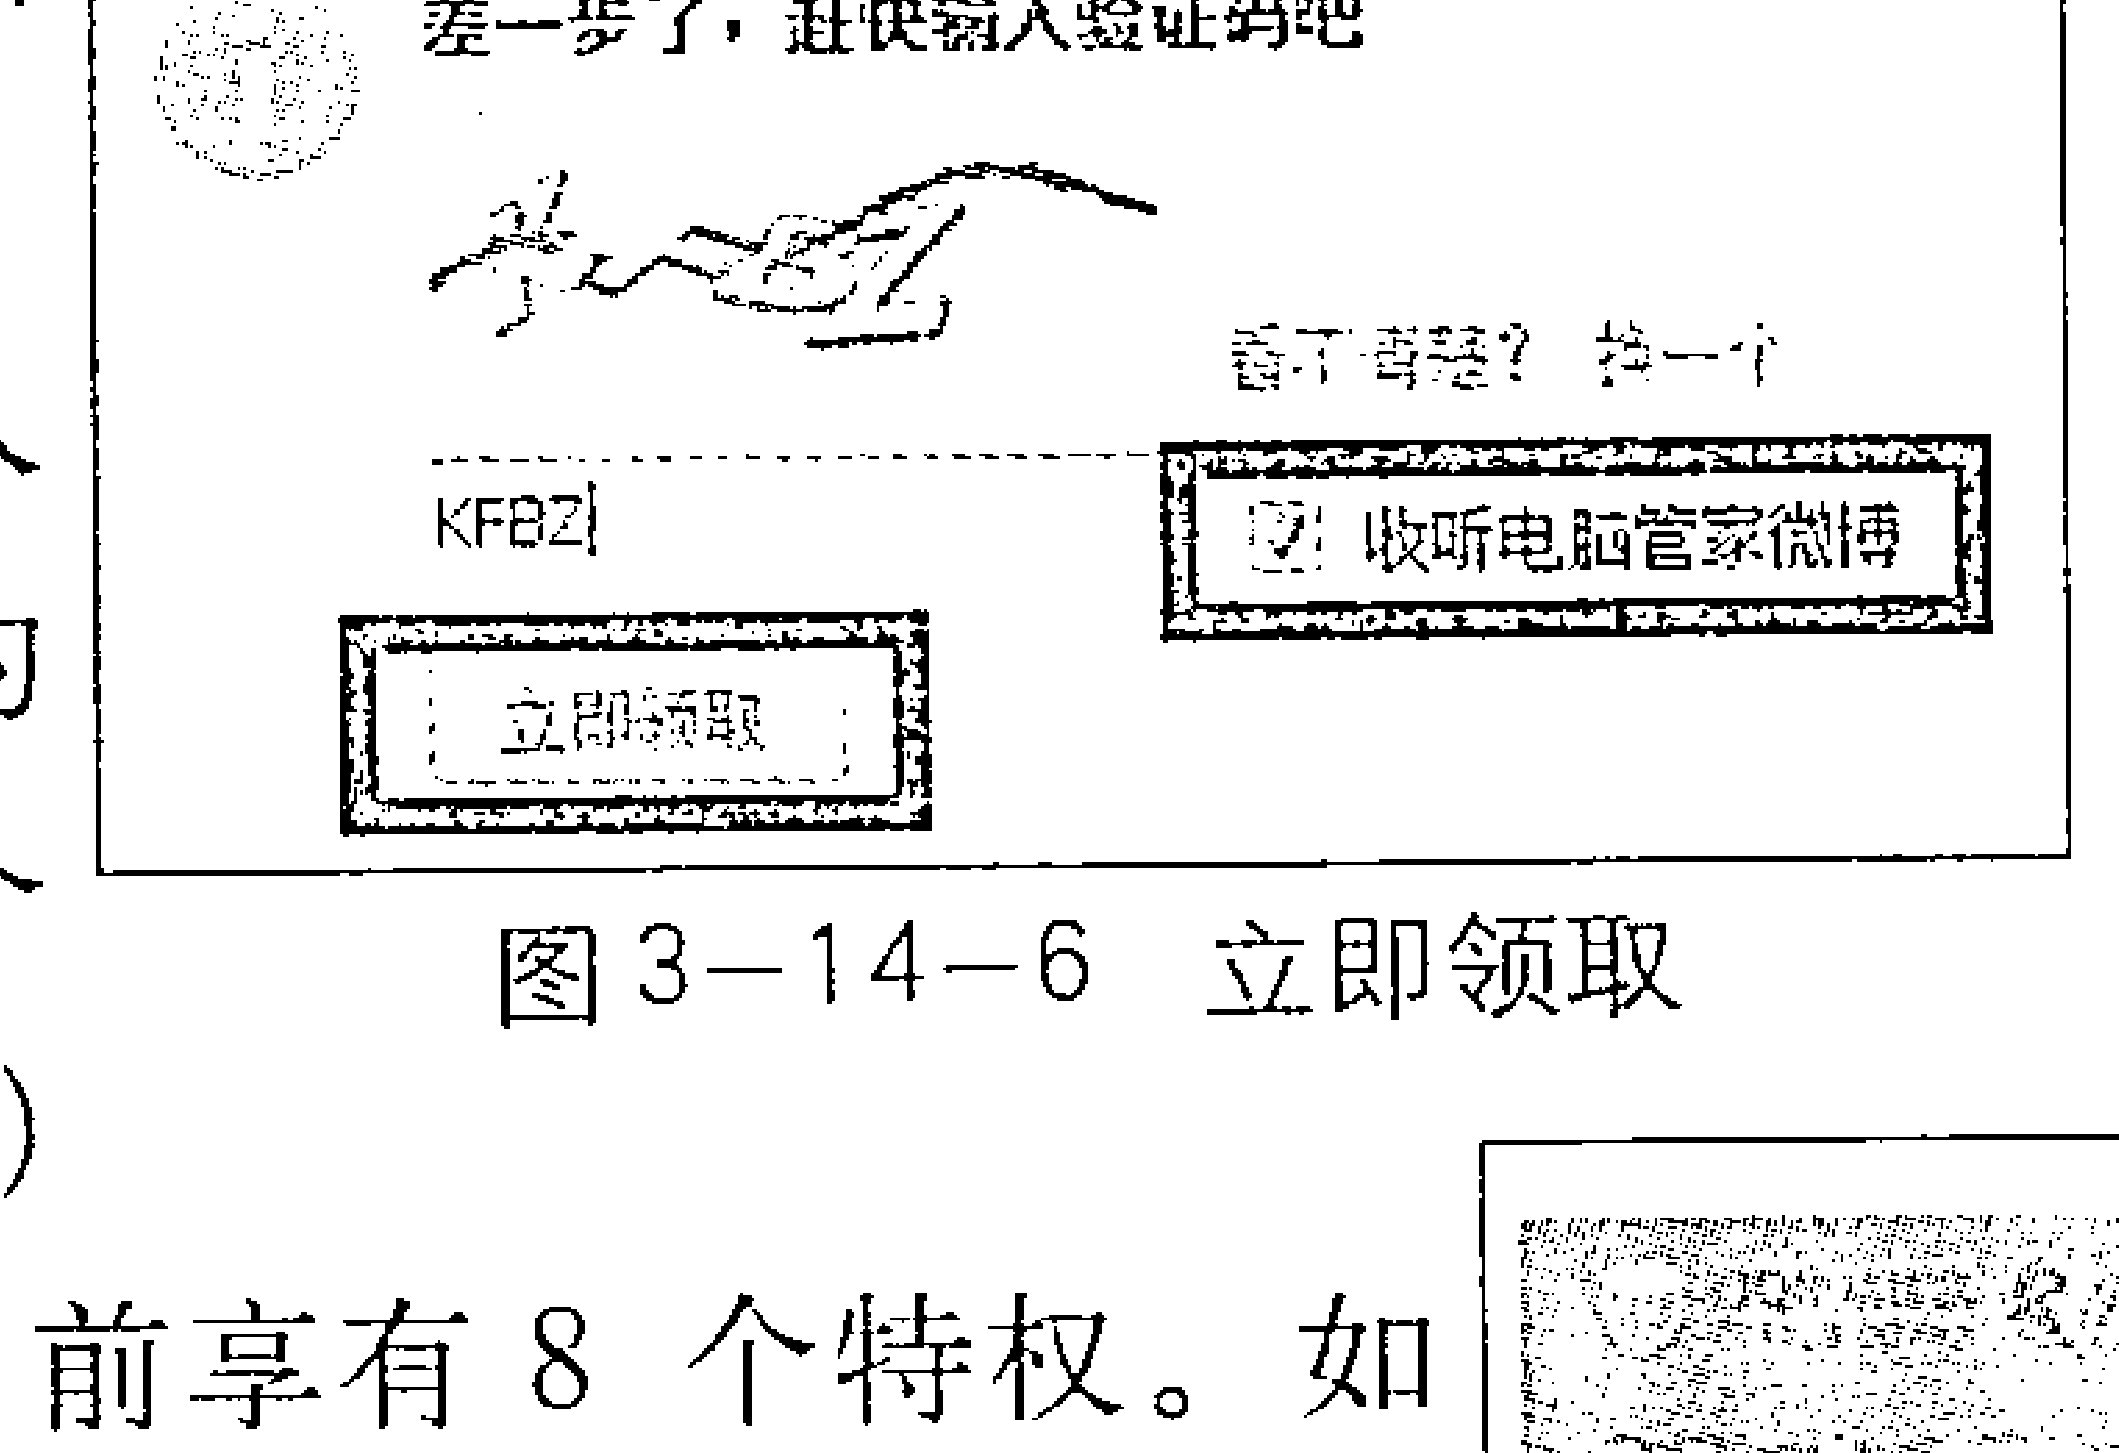 差一步了，赶快输入验证码吧
看不清楚？ 换一个
KFBZ
收听电脑管家微博
立即领取
图3-14-6 立即领取
）
前享有 8 个特权。如